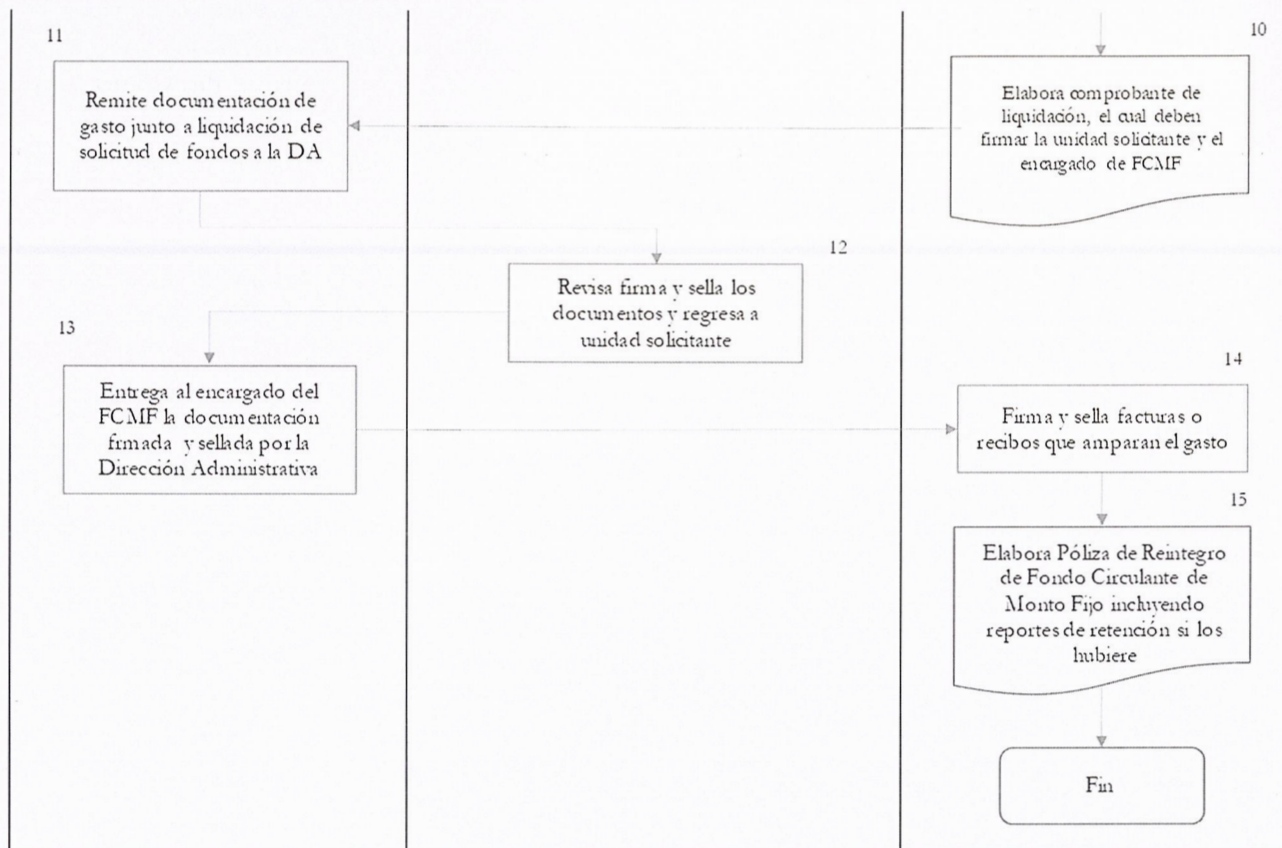 10
Elabora comprobante de
liquidación, el cual deben
firmar la unidad solicitante y el
encargado de FCMF
11
Remite documentación de
gasto junto a liquidación de
solicitud de fondos a la DA
12
Revisa firma y sella los
documentos y regresa a
unidad solicitante
13
Entrega al encargado del
FCMF la documentación
frmada y sellada por la
Dirección Administrativa
14
Firma y sella facturas o
recibos que amparan el gasto
15
Elabora Póliza de Reintegro
de Fondo Circulante de
Monto Fijo incluyendo
reportes de retención si los
hubiere
Fin